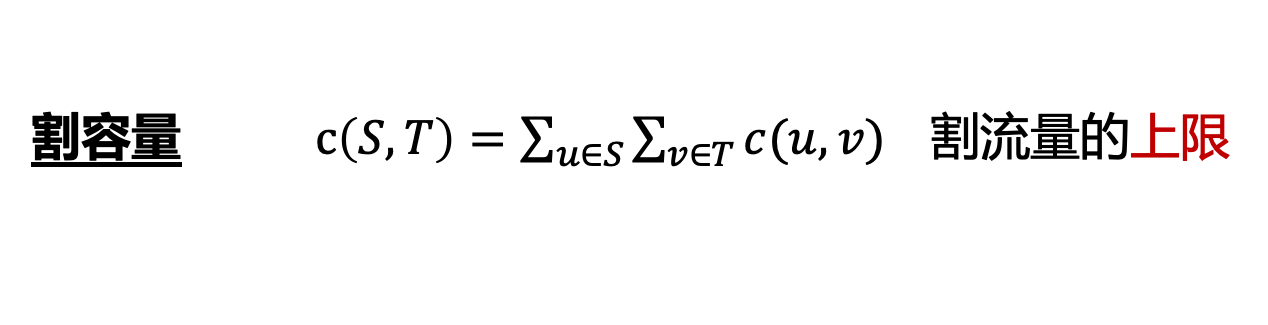 割容量 c(S, T) = ∑_{u∈S} ∑_{v∈T} c(u, v) 割流量的上限